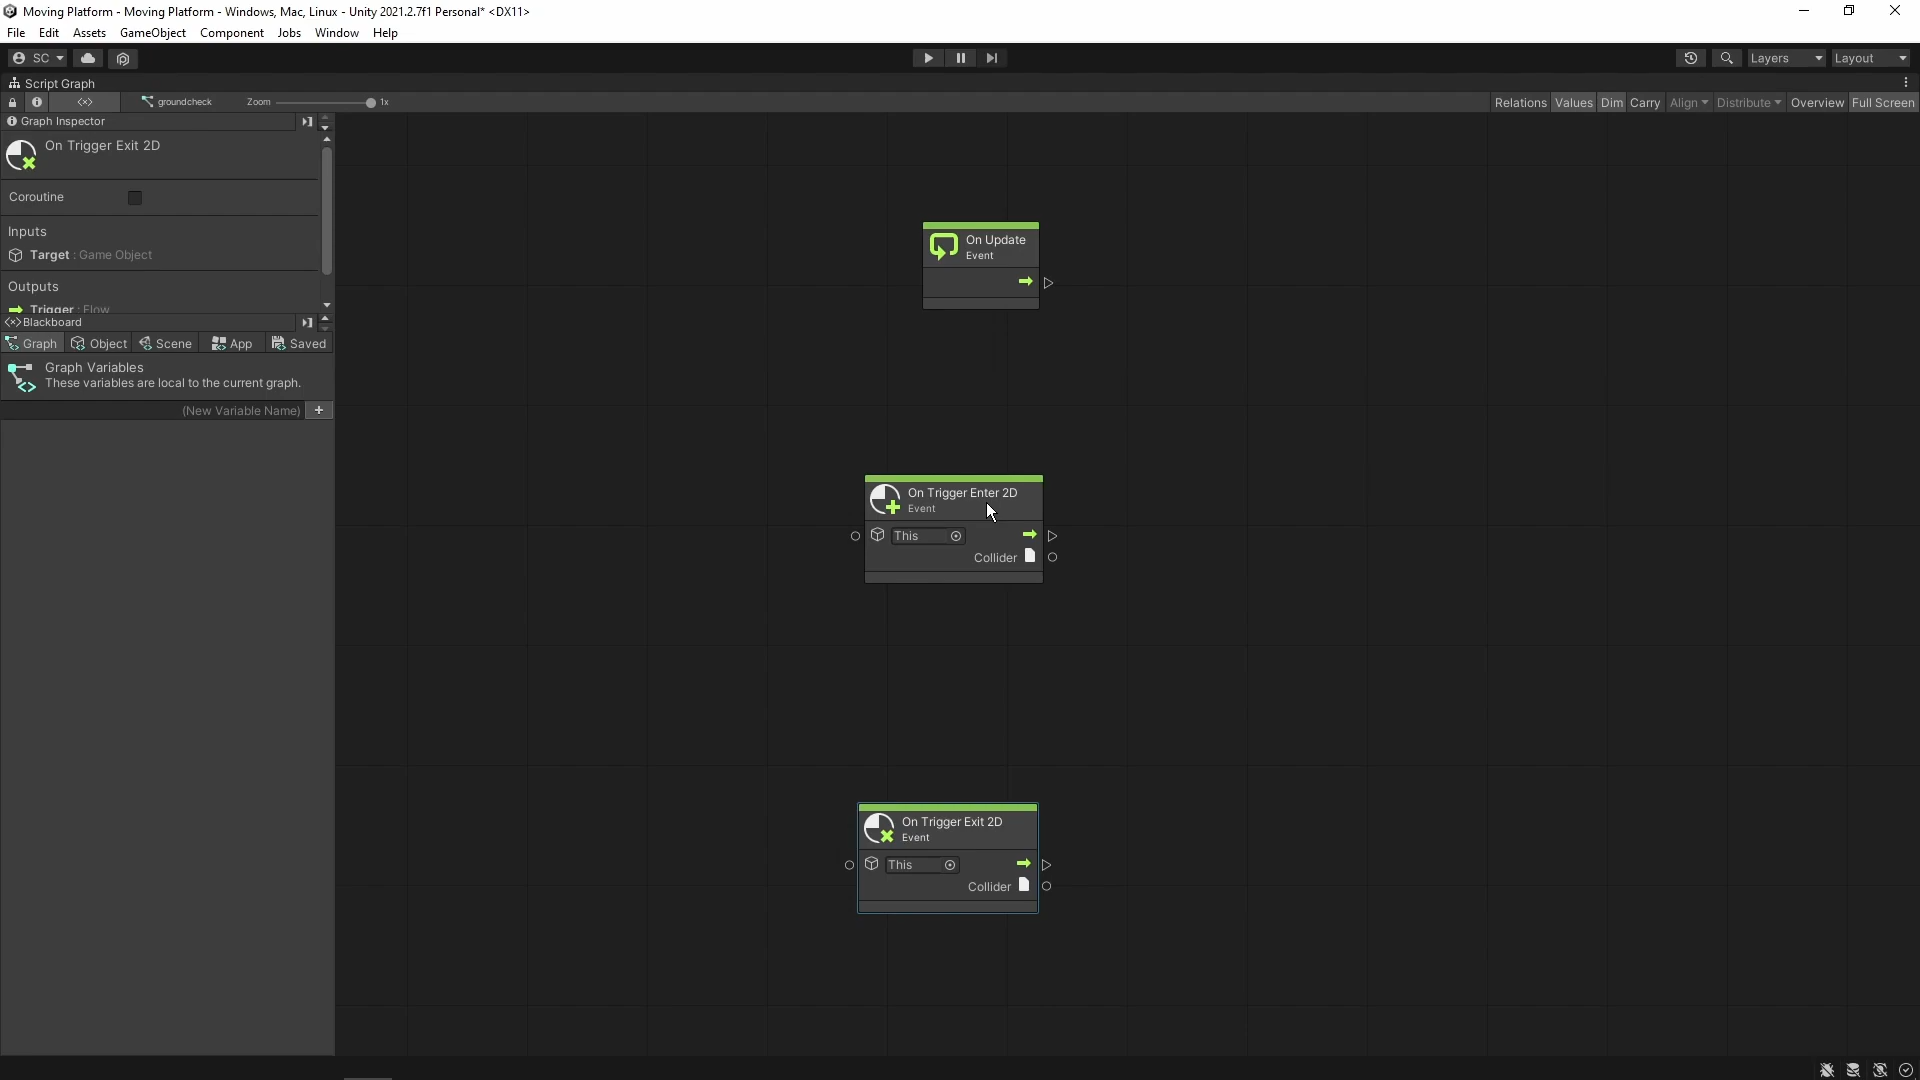 Moving Platform - Moving Platform - Windows, Mac, Linux - Unity 2021.2.7f1 Personal* <DX11>
File Edit Assets GameObject Component Jobs Window Help
SC Layers Layout
Script Graph
groundcheck Zoom 1x Relations Values Dim Carry Align Distribute Overview Full Screen
Graph Inspector
On Trigger Exit 2D
Coroutine
Inputs
Target : Game Object
Outputs
Trigger : Flow
Blackboard
Graph Object Scene App Saved
Graph Variables
These variables are local to the current graph.
(New Variable Name) +
On Update
Event
On Trigger Enter 2D
Event
This
Collider
On Trigger Exit 2D
Event
This
Collider